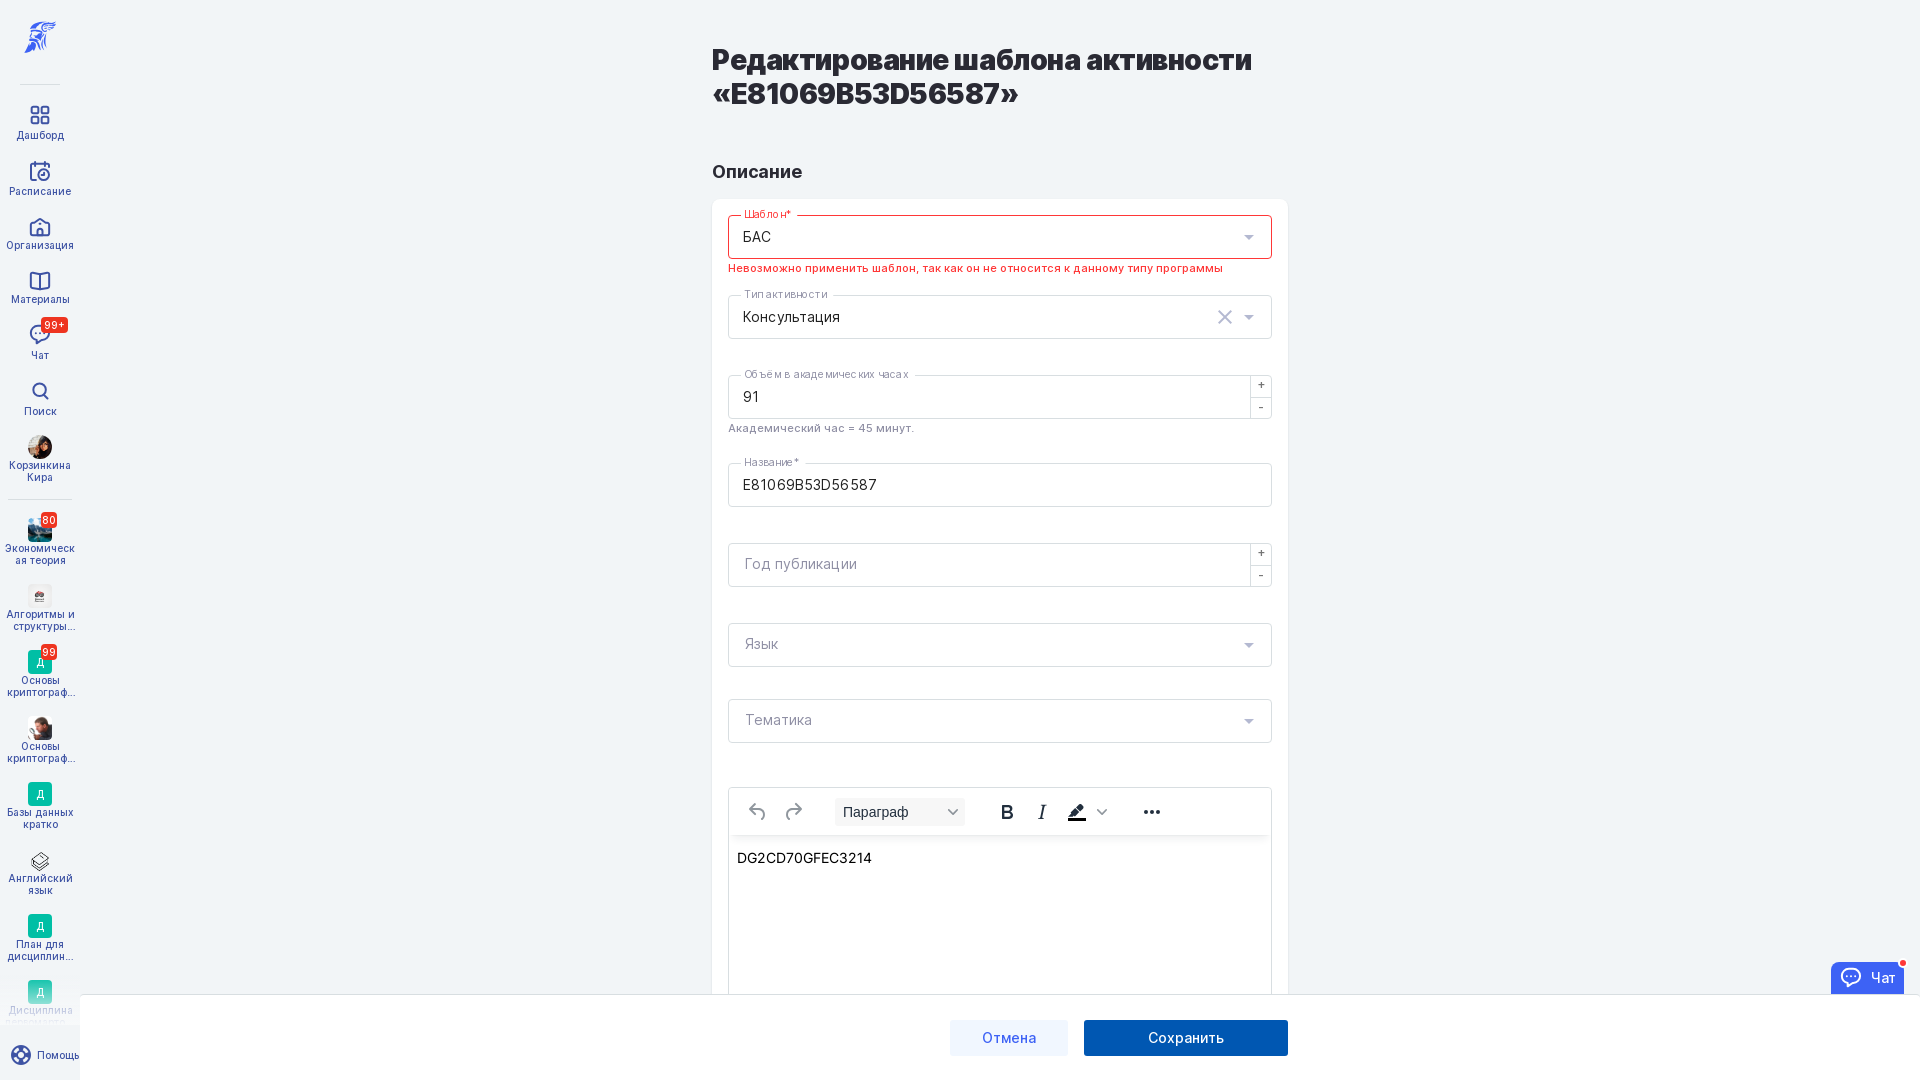 Дашборд
Расписание
Организация
Материалы
99+
Чат
Поиск
Корзинкина
Кира
80
Экономическ
ая теория
Алгоритмы и
структуры...
Д
99
Основы
криптограф...
Основы
криптограф...
Д
Базы данных
кратко
Английский
язык
Д
План для
дисциплин...
Д
Дисциплина
Помощь
Редактирование шаблона активности
«E81069B53D56587»
Описание
Шаблон*
БАС
Невозможно применить шаблон, так как он не относится к данному типу программы
Тип активности
Консультация
Объём в академических часах
91
+
-
Академический час = 45 минут.
Название*
E81069B53D56587
Год публикации
+
-
Язык
Тематика
Параграф
B
I
DG2CD70GFEC3214
Чат
Отмена
Сохранить